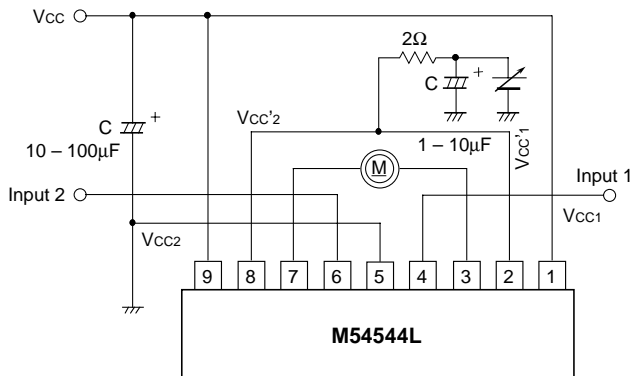 Vcc
2Ω
C
+
C
+
10 – 100µF
Vcc'2
1 – 10µF
Vcc'1
M
Input 1
Input 2
Vcc1
Vcc2
9 8 7 6 5 4 3 2 1
M54544L